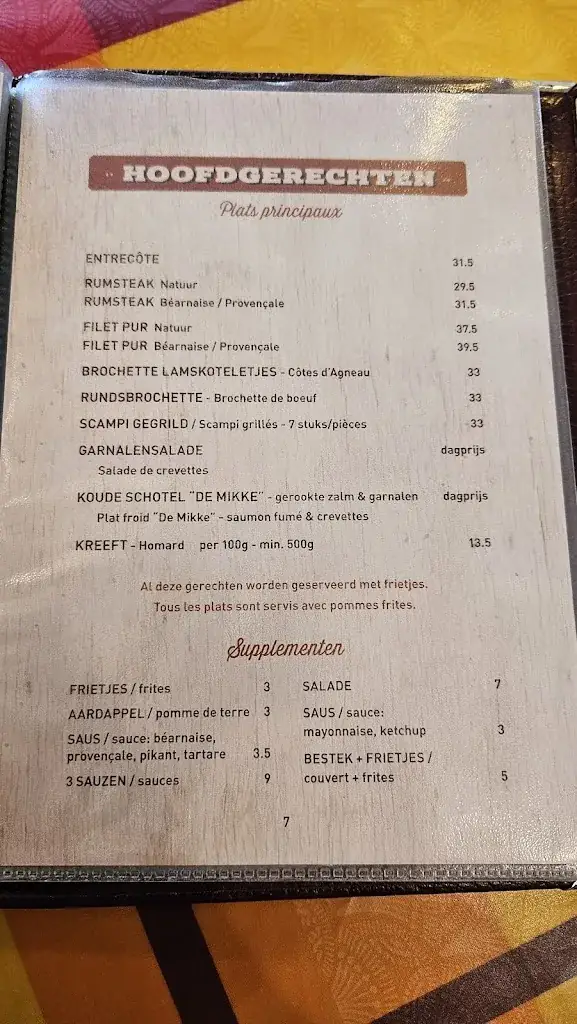 HOOFDGERECHTEN
Plats principaux
ENTRECÔTE 31.5
RUMSTEAK Natuur 29.5
RUMSTEAK Béarnaise / Provençale 31.5
FILET PUR Natuur 37.5
FILET PUR Béarnaise / Provençale 39.5
BROCHETTE LAMSKOTELETJES - Côtes d'Agneau 33
RUNDSBROCHETTE - Brochette de boeuf 33
SCAMPI GEGRILD / Scampi grillés - 7 stuks/pièces 33
GARNALENSALADE dagprijs
Salade de crevettes
KOUDE SCHOTEL "DE MIKKE" - gerookte zalm & garnalen dagprijs
Plat froid "De Mikke" - saumon fumé & crevettes
KREEFT - Homard per 100g - min. 500g 13.5
Al deze gerechten worden geserveerd met frietjes.
Tous les plats sont servis avec pommes frites.
Supplementen
FRIETJES / frites 3
AARDAPPEL / pomme de terre 3
SAUS / sauce: béarnaise,
provençale, pikant, tartare 3.5
3 SAUZEN / sauces 9
SALADE 7
SAUS / sauce:
mayonnaise, ketchup 3
BESTEK + FRIETJES /
couvert + frites 5
7